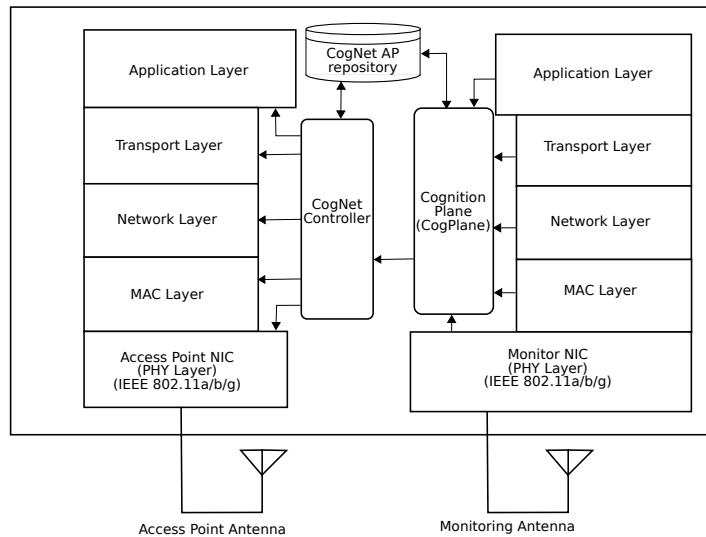 CogNet AP
repository
Application Layer
Transport Layer
Network Layer
MAC Layer
Access Point NIC
(PHY Layer)
(IEEE 802.11a/b/g)
CogNet
Controller
Cognition
Plane
(CogPlane)
Application Layer
Transport Layer
Network Layer
MAC Layer
Monitor NIC
(PHY Layer)
(IEEE 802.11a/b/g)
Access Point Antenna
Monitoring Antenna